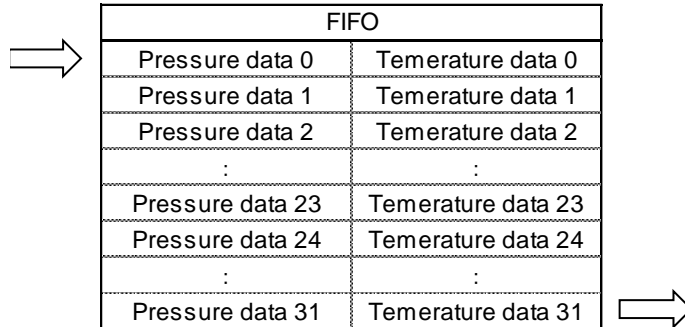 FIFO
Pressure data 0 Temerature data 0
Pressure data 1 Temerature data 1
Pressure data 2 Temerature data 2
: :
Pressure data 23 Temerature data 23
Pressure data 24 Temerature data 24
: :
Pressure data 31 Temerature data 31